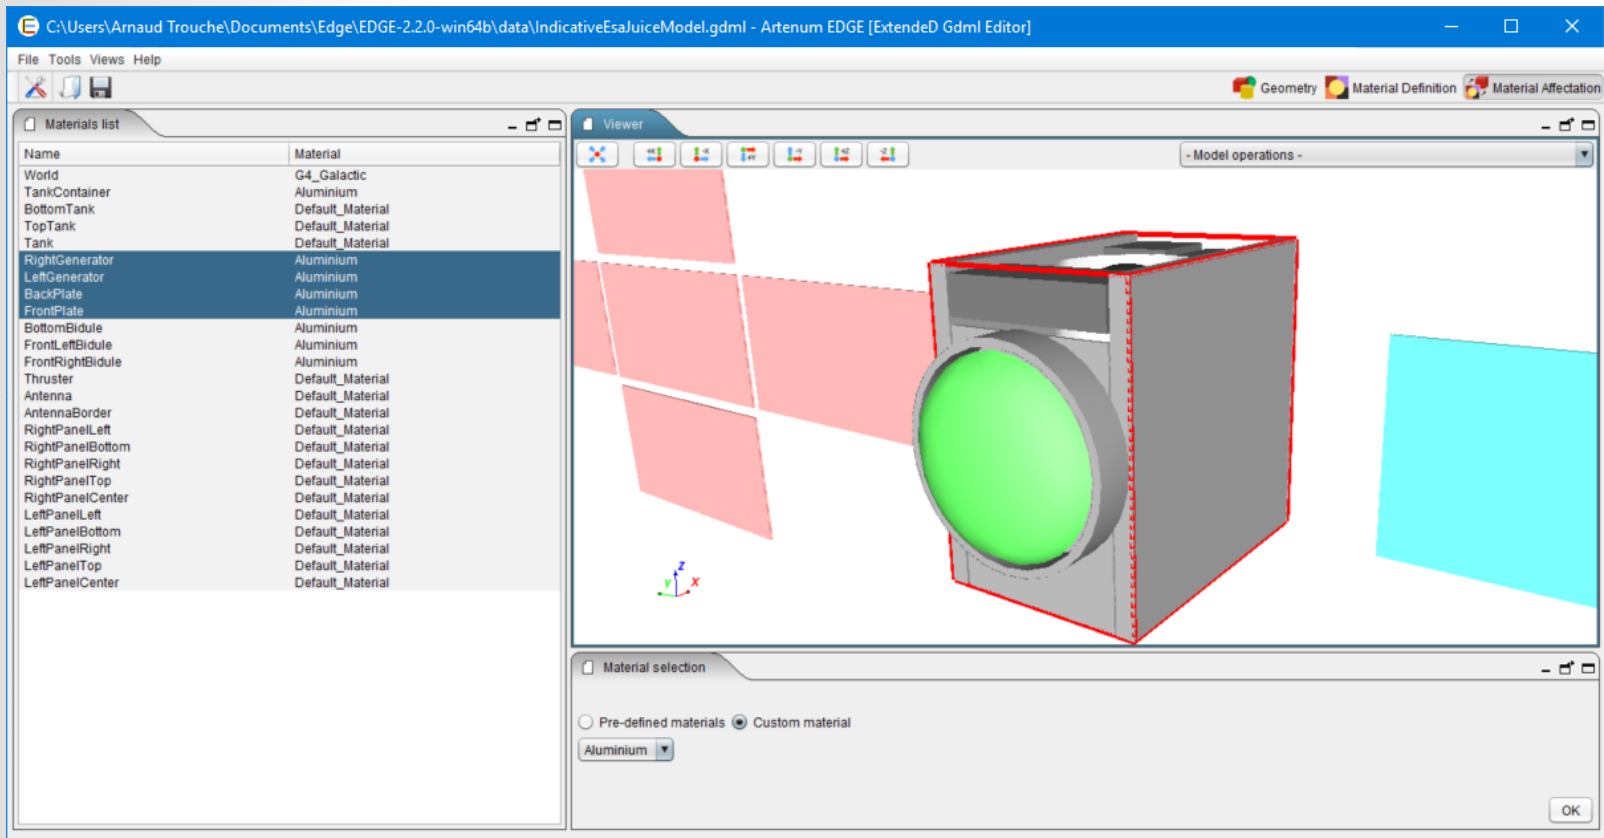 C:\Users\Arnaud Trouche\Documents\Edge\EDGE-2.2.0-win64b\data\IndicativeEsaJuiceModel.gdml - Artenum EDGE [ExtendeD Gdml Editor]
File Tools Views Help
Geometry Material Definition Material Affectation
Materials list
Name Material
World G4_Galactic
TankContainer Aluminium
BottomTank Default_Material
TopTank Default_Material
Tank Default_Material
RightGenerator Aluminium
LeftGenerator Aluminium
BackPlate Aluminium
FrontPlate Aluminium
BottomBidule Aluminium
FrontLeftBidule Aluminium
FrontRightBidule Aluminium
Thruster Default_Material
Antenna Default_Material
AntennaBorder Default_Material
RightPanelLeft Default_Material
RightPanelBottom Default_Material
RightPanelRight Default_Material
RightPanelTop Default_Material
RightPanelCenter Default_Material
LeftPanelLeft Default_Material
LeftPanelBottom Default_Material
LeftPanelRight Default_Material
LeftPanelTop Default_Material
LeftPanelCenter Default_Material
Viewer
+X -X +Y -Y +Z -Z
- Model operations -
Z
Y X
Material selection
Pre-defined materials Custom material
Aluminium
OK